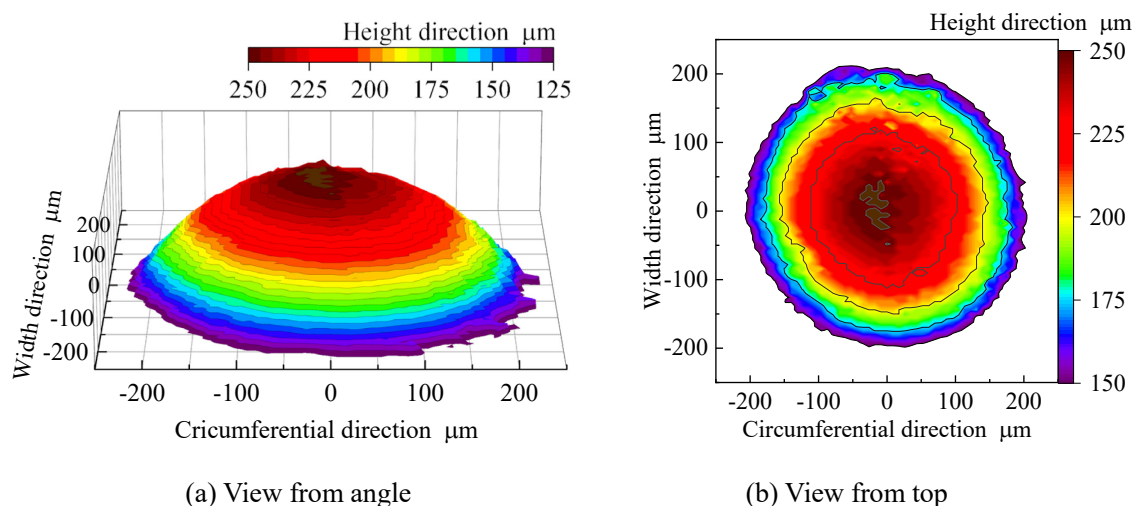 Height direction μm
250 225 200 175 150 125
Width direction μm
200
100
0
-100
-200
-200 -100 0 100 200
Cricumferential direction μm
(a) View from angle
Height direction μm
250
225
200
175
150
Width direction μm
200
100
0
-100
-200
-200 -100 0 100 200
Circumferential direction μm
(b) View from top